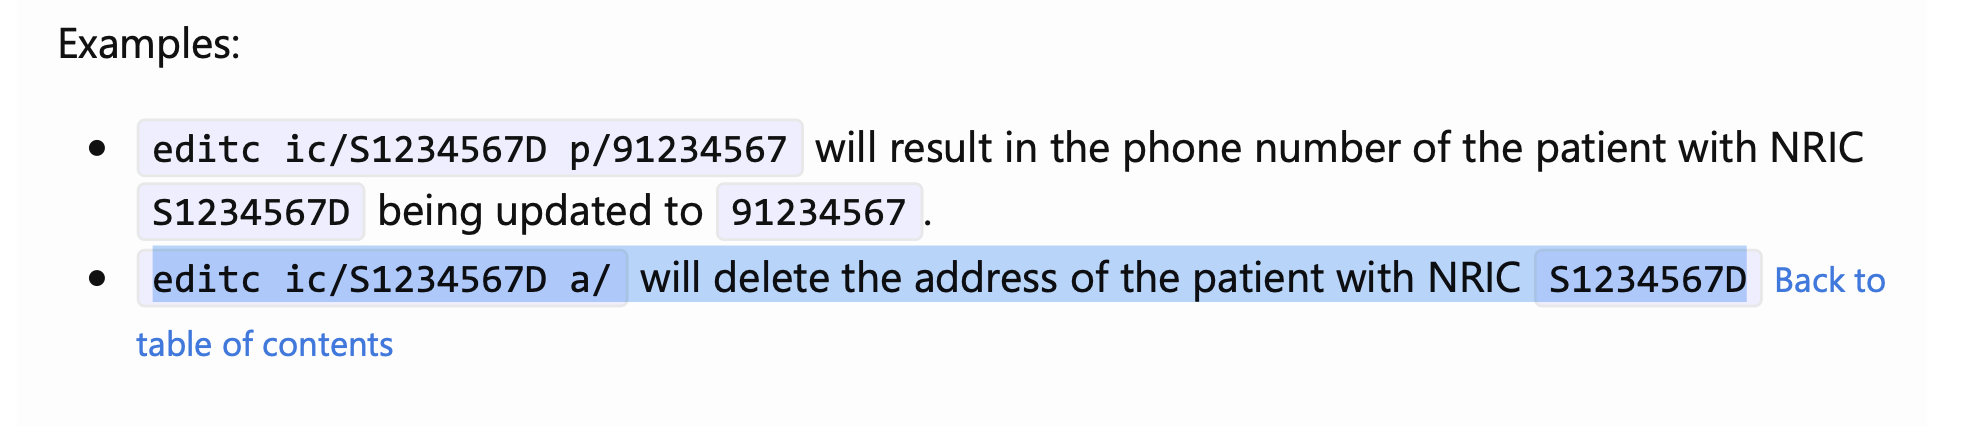 Examples:
• editc ic/S1234567D p/91234567 will result in the phone number of the patient with NRIC
S1234567D being updated to 91234567.
• editc ic/S1234567D a/ will delete the address of the patient with NRIC S1234567D Back to
table of contents